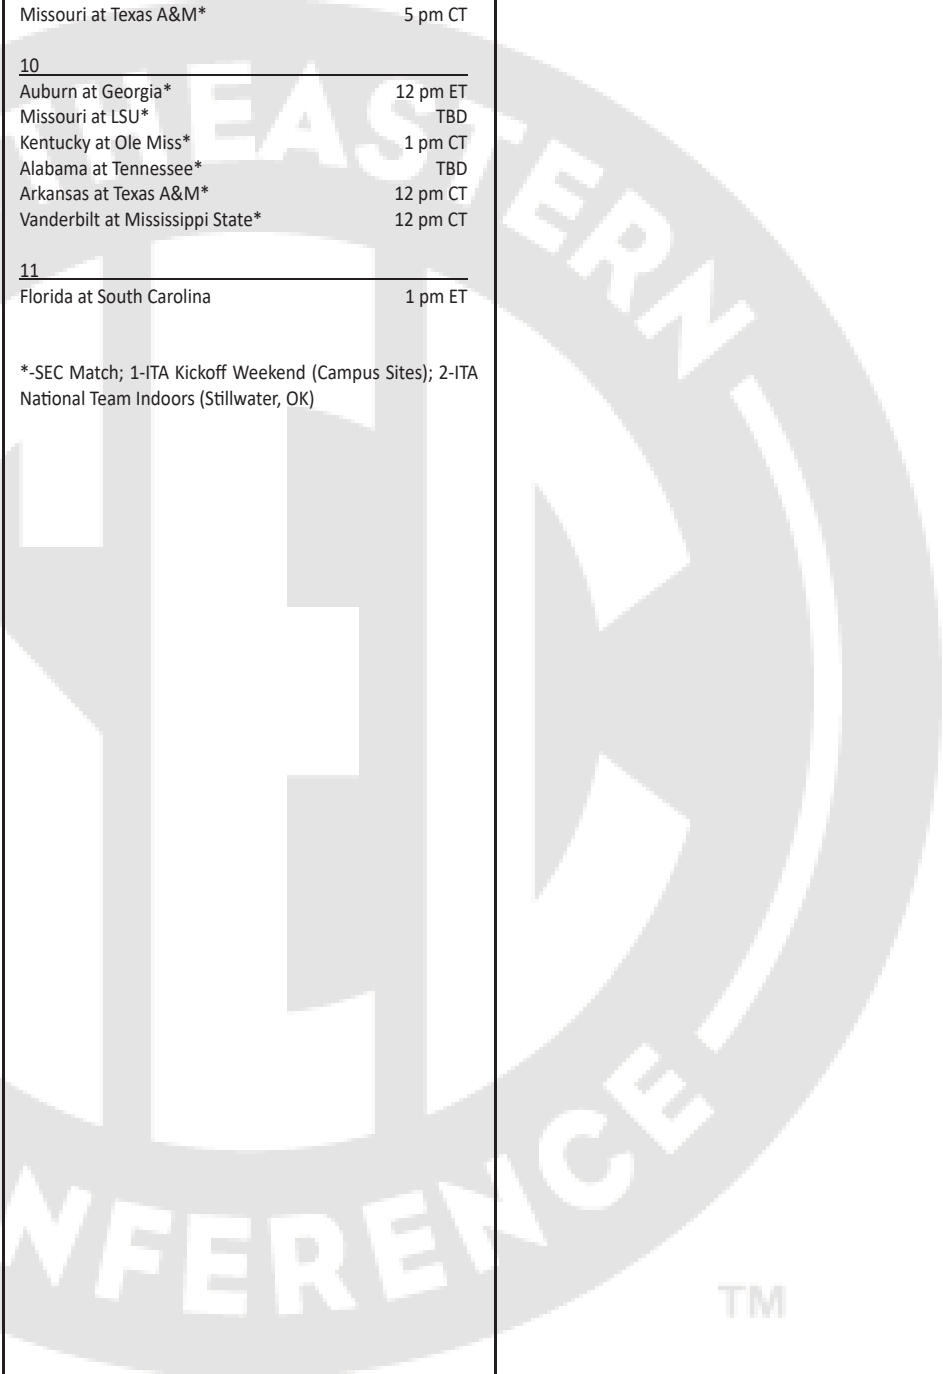 Missouri at Texas A&M* 5 pm CT
10
Auburn at Georgia* 12 pm ET
Missouri at LSU* TBD
Kentucky at Ole Miss* 1 pm CT
Alabama at Tennessee* TBD
Arkansas at Texas A&M* 12 pm CT
Vanderbilt at Mississippi State* 12 pm CT
11
Florida at South Carolina 1 pm ET
*-SEC Match; 1-ITA Kickoff Weekend (Campus Sites); 2-ITA
National Team Indoors (Stillwater, OK)
HEASTERN
SEC
NFERENCE
TM